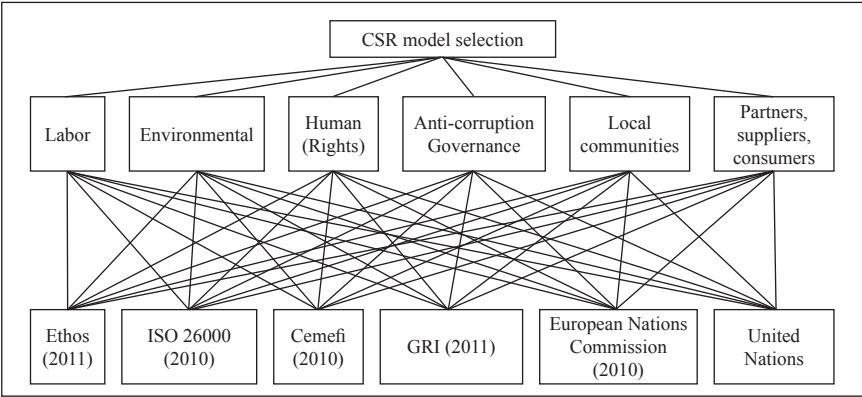 CSR model selection
Labor
Environmental
Human
(Rights)
Anti-corruption
Governance
Local
communities
Partners,
suppliers,
consumers
Ethos
(2011)
ISO 26000
(2010)
Cemefi
(2010)
GRI (2011)
European Nations
Commission
(2010)
United
Nations